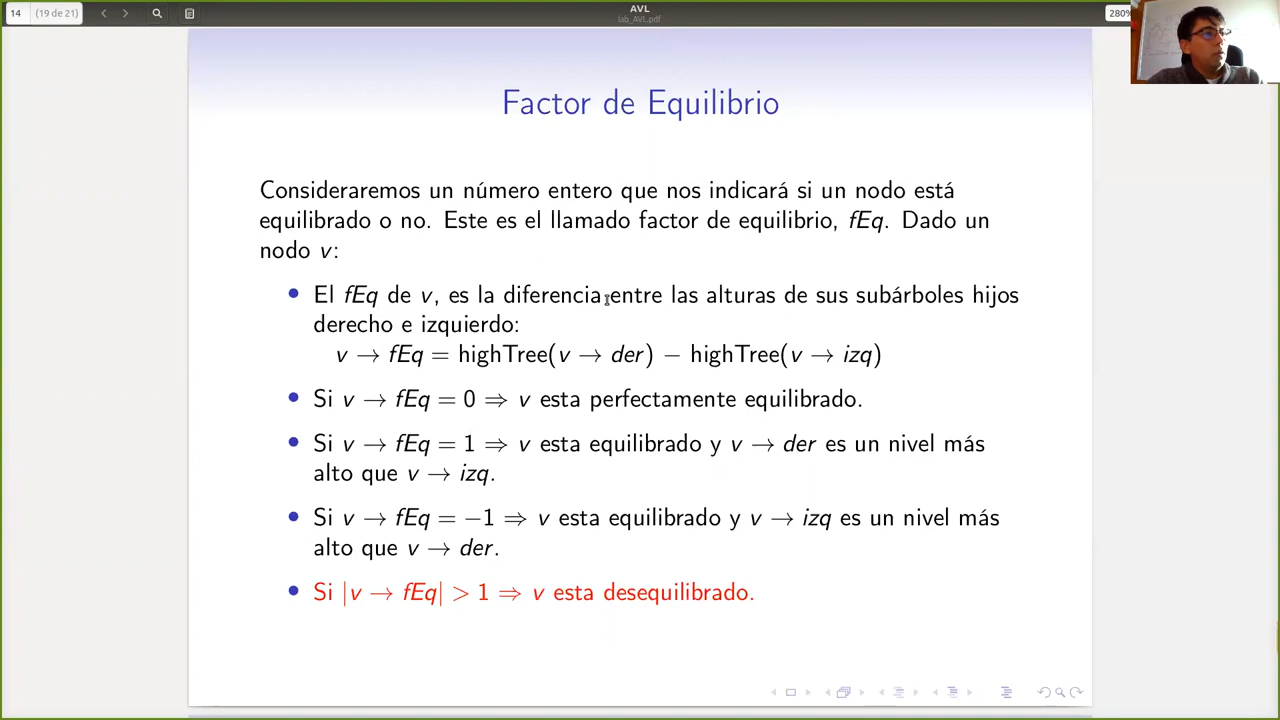 14
(19 de 21)
AVL
lab_AVL.pdf
280%
Factor de Equilibrio
Consideraremos un número entero que nos indicará si un nodo está
equilibrado o no. Este es el llamado factor de equilibrio, fEq. Dado un
nodo v:
• El fEq de v, es la diferencia entre las alturas de sus subárboles hijos
derecho e izquierdo:
v → fEq = highTree(v → der) − highTree(v → izq)
• Si v → fEq = 0 ⇒ v esta perfectamente equilibrado.
• Si v → fEq = 1 ⇒ v esta equilibrado y v → der es un nivel más
alto que v → izq.
• Si v → fEq = −1 ⇒ v esta equilibrado y v → izq es un nivel más
alto que v → der.
• Si |v → fEq| > 1 ⇒ v esta desequilibrado.